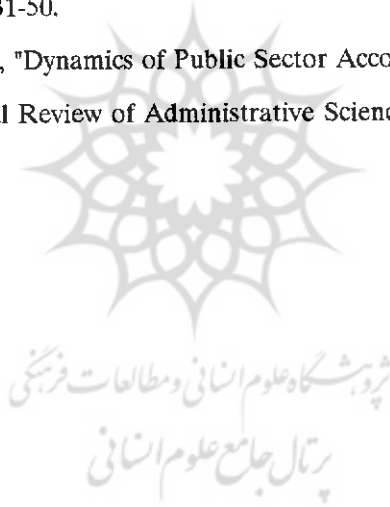 31-50.
, "Dynamics of Public Sector Acco
al Review of Administrative Scienc
پژوهشگاه علوم انسانی و مطالعات فرهنگی
پرتال جامع علوم انسانی